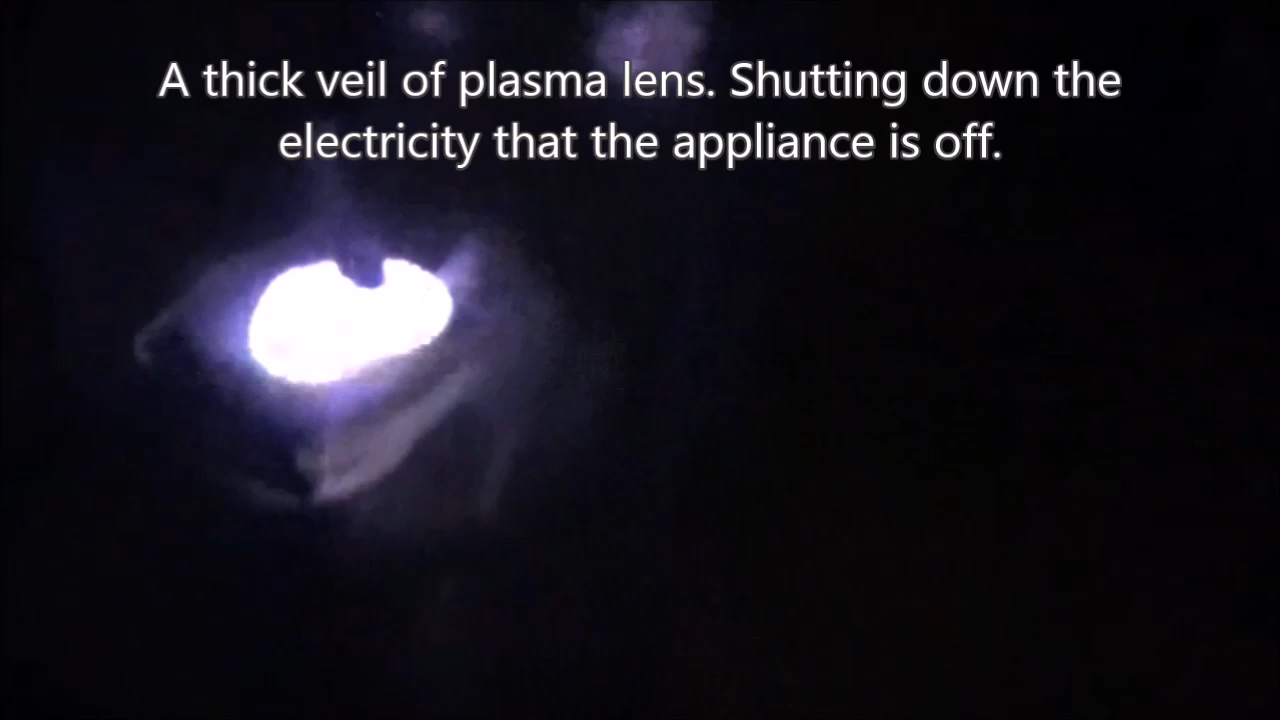 A thick veil of plasma lens. Shutting down the
electricity that the appliance is off.